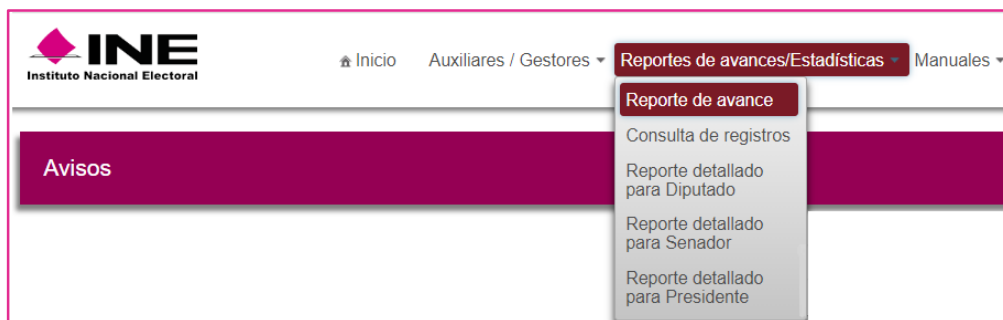 INE
Instituto Nacional Electoral
Inicio
Auxiliares / Gestores
Reportes de avances/Estadísticas
Manuales
Reporte de avance
Consulta de registros
Reporte detallado
para Diputado
Reporte detallado
para Senador
Reporte detallado
para Presidente
Avisos